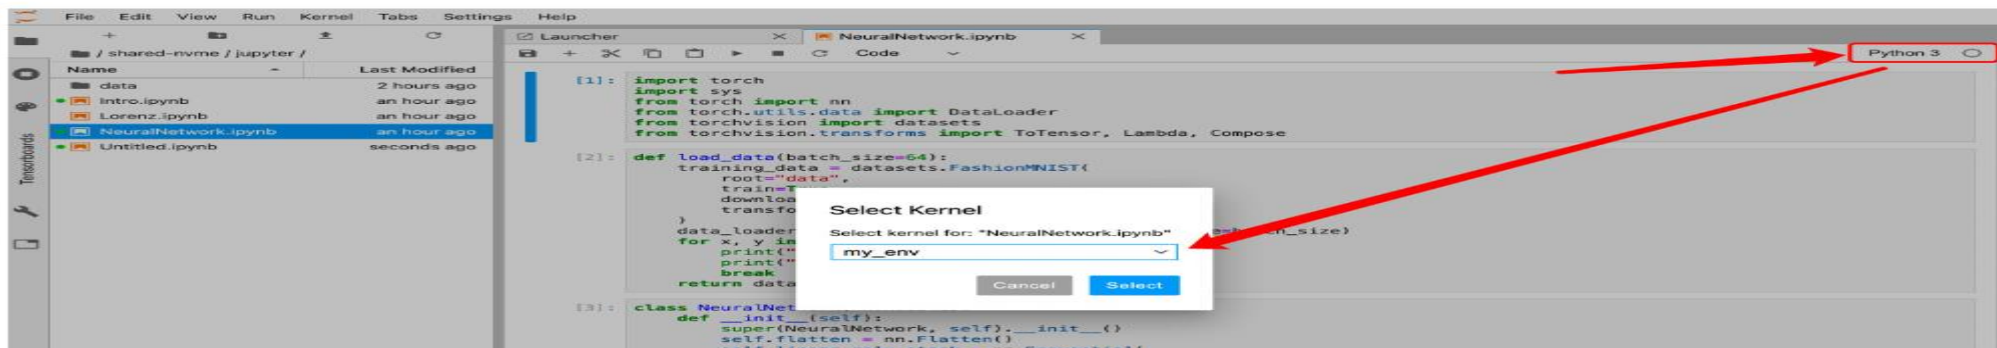 File Edit View Run Kernel Tabs Settings Help
/ shared-nvme / jupyter /
Name Last Modified
data 2 hours ago
Intro.ipynb an hour ago
Lorenz.ipynb an hour ago
NeuralNetwork.ipynb an hour ago
Untitled.ipynb seconds ago
Tensorboards
Launcher
NeuralNetwork.ipynb
Code
Python 3
[1]: import torch
import sys
from torch import nn
from torch.utils.data import DataLoader
from torchvision import datasets
from torchvision.transforms import ToTensor, Lambda, Compose
[2]: def load_data(batch_size=64):
training_data = datasets.FashionMNIST(
root="data",
train=
downloa
transfo
)
data_loader =batch_size)
for x, y in
print("
print("
break
return data
Select Kernel
Select kernel for: "NeuralNetwork.ipynb"
my_env
Cancel Select
[3]: class NeuralNet
def __init__(self):
super(NeuralNetwork, self).__init__()
self.flatten = nn.Flatten()